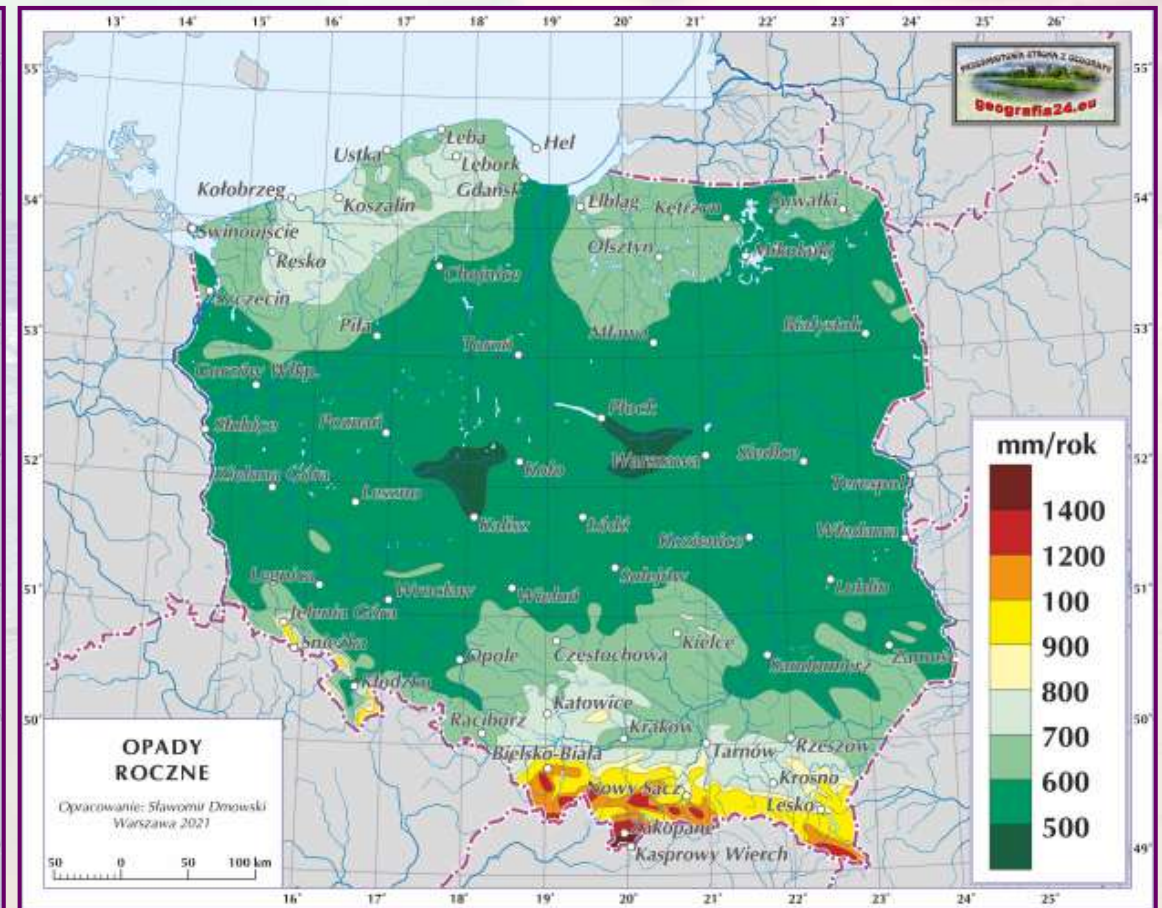 13° 14° 15° 16° 17° 18° 19° 20° 21° 22° 23° 24° 25° 26°
55° 55°
geografia24.eu
Łeba
Hel
Ustka
Lębork
Gdańsk
Kołobrzeg
Koszalin
54° 54°
Elbląg
Kętrzyn
Suwałki
Świnoujście
Resko
Olsztyn
Mikołajki
Chojnice
Szczecin
Piła
Mława
Białystok
53° 53°
Toruń
Gorzów Wlkp.
Płock
Słubice
Poznań
Warszawa
Siedlce
52° 52°
Zielona Góra
Koło
Terespol
Leszno
Kalisz
Łódź
Kozienice
Włodawa
Legnica
Wrocław
Wieluń
Sulejów
Lublin
51° 51°
Jelenia Góra
Śnieżka
Opole
Częstochowa
Kielce
Sandomierz
Zamość
Kłodzko
Katowice
50° 50°
Racibórz
Kraków
Tarnów
Rzeszów
Bielsko-Biała
Nowy Sącz
Krosno
Lesko
Zakopane
Kasprowy Wierch
49°
mm/rok
1400
1200
100
900
800
700
600
500
OPADY
ROCZNE
Opracowanie: Sławomir Dmowski
Warszawa 2021
50 0 50 100 km
16° 17° 18° 19° 20° 21° 22° 23° 24° 25°